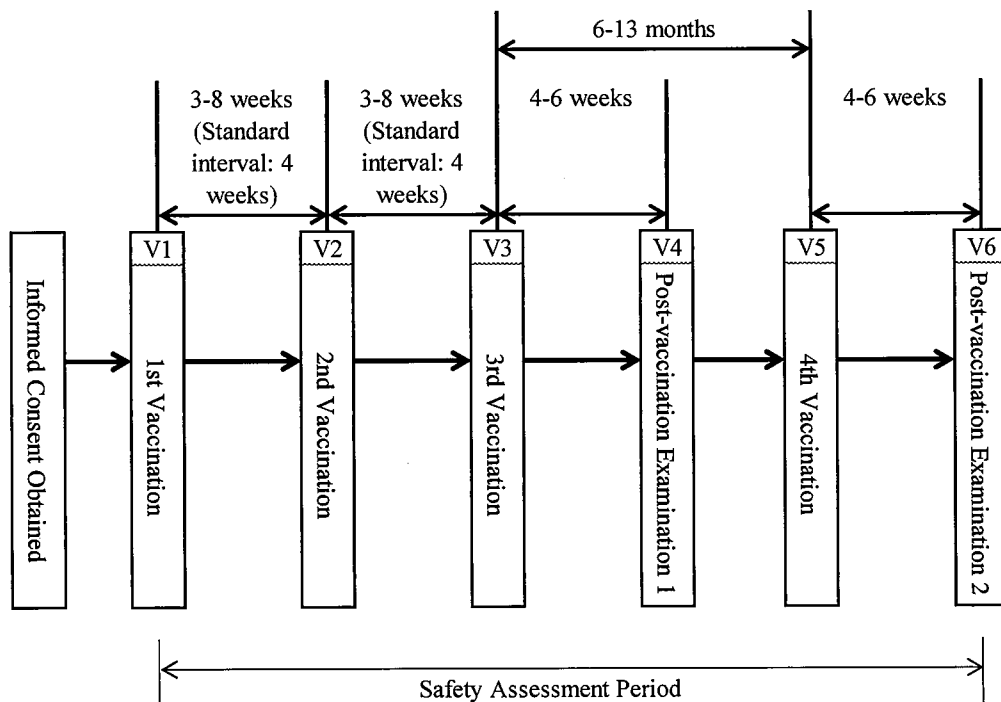 6-13 months
3-8 weeks
(Standard
interval: 4
weeks)
3-8 weeks
(Standard
interval: 4
weeks)
4-6 weeks
4-6 weeks
Informed Consent Obtained
V1
1st Vaccination
V2
2nd Vaccination
V3
3rd Vaccination
V4
Post-vaccination Examination 1
V5
4th Vaccination
V6
Post-vaccination Examination 2
Safety Assessment Period